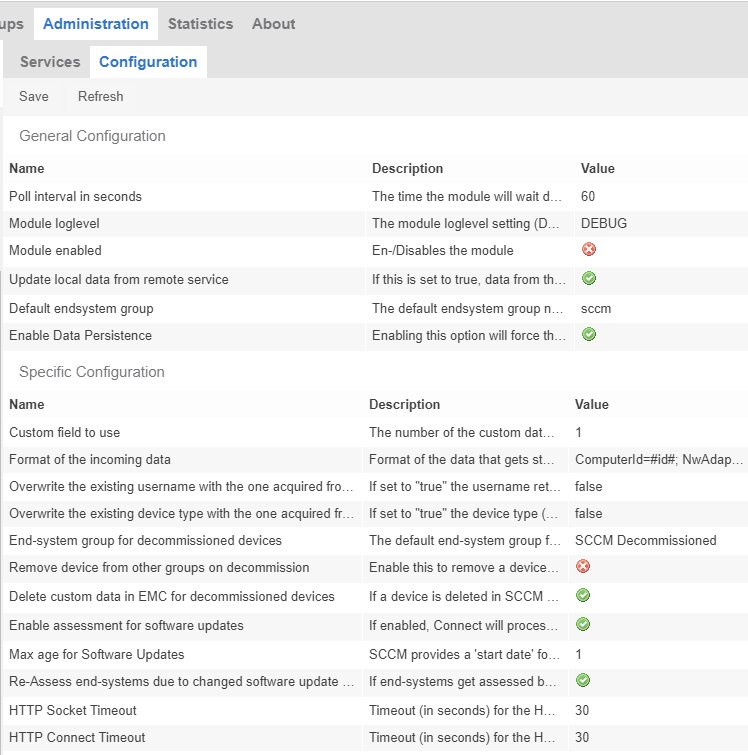 ups Administration Statistics About
Services Configuration
Save Refresh
General Configuration
Name Description Value
Poll interval in seconds The time the module will wait d... 60
Module loglevel The module loglevel setting (D... DEBUG
Module enabled En-/Disables the module
Update local data from remote service If this is set to true, data from th...
Default endsystem group The default endsystem group n... sccm
Enable Data Persistence Enabling this option will force th...
Specific Configuration
Name Description Value
Custom field to use The number of the custom dat... 1
Format of the incoming data Format of the data that gets st... ComputerId=#id#; NwAdap...
Overwrite the existing username with the one acquired fro... If set to "true" the username ret... false
Overwrite the existing device type with the one acquired fr... If set to "true" the device type (... false
End-system group for decommissioned devices The default end-system group f... SCCM Decommissioned
Remove device from other groups on decommission Enable this to remove a device...
Delete custom data in EMC for decommissioned devices If a device is deleted in SCCM ...
Enable assessment for software updates If enabled, Connect will proces...
Max age for Software Updates SCCM provides a 'start date' fo... 1
Re-Assess end-systems due to changed software update ... If end-systems get assessed b...
HTTP Socket Timeout Timeout (in seconds) for the H... 30
HTTP Connect Timeout Timeout (in seconds) for the H... 30